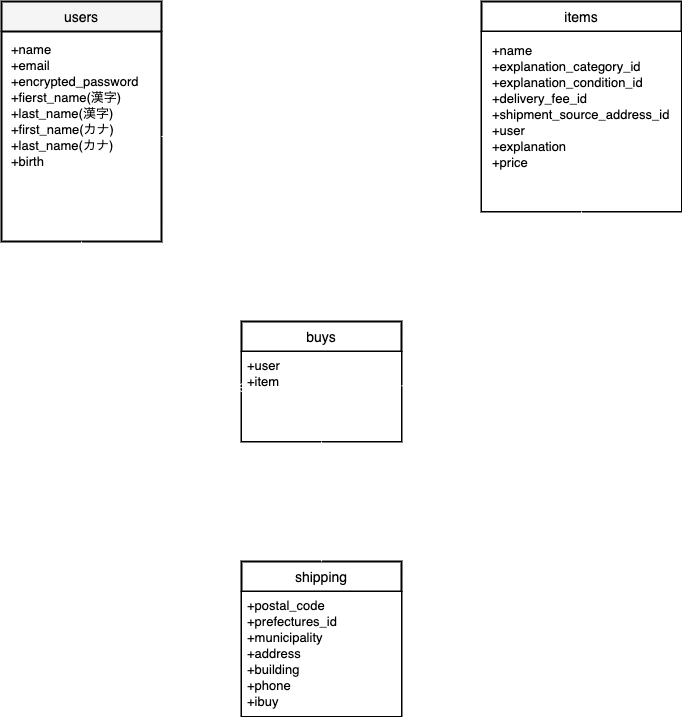 users
+name
+email
+encrypted_password
+fierst_name(漢字)
+last_name(漢字)
+first_name(カナ)
+last_name(カナ)
+birth
items
+name
+explanation_category_id
+explanation_condition_id
+delivery_fee_id
+shipment_source_address_id
+user
+explanation
+price
buys
+user
+item
shipping
+postal_code
+prefectures_id
+municipality
+address
+building
+phone
+ibuy